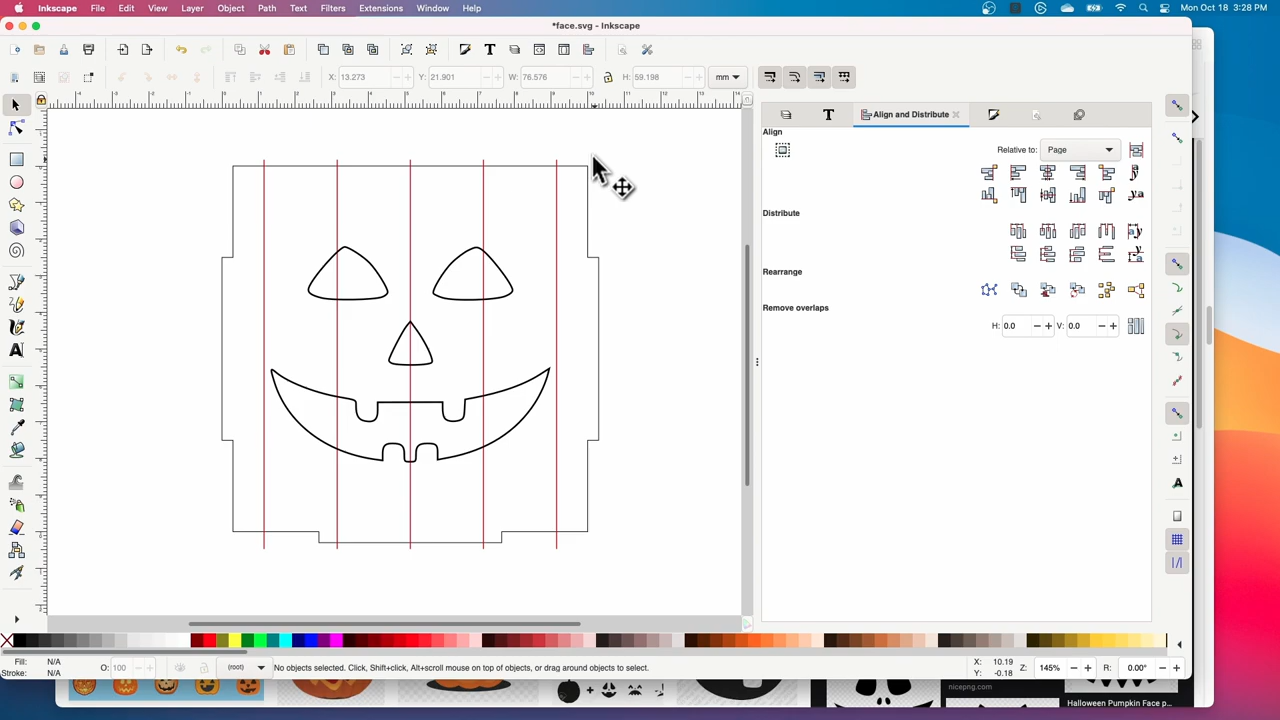 Inkscape File Edit View Layer Object Path Text Filters Extensions Window Help Mon Oct 18 3:28 PM
*face.svg - Inkscape
X: 13.273 Y: 21.901 W: 76.576 H: 59.198 mm
Align and Distribute
Align
Relative to: Page
Distribute
Rearrange
Remove overlaps
H: 0.0 V: 0.0
Fill: N/A
Stroke: N/A
O: 100
(root)
No objects selected. Click, Shift+click, Alt+scroll mouse on top of objects, or drag around objects to select.
X: 10.19
Y: -0.18
Z: 145%
R: 0.00°
nicepng.com
Halloween Pumpkin Face p...